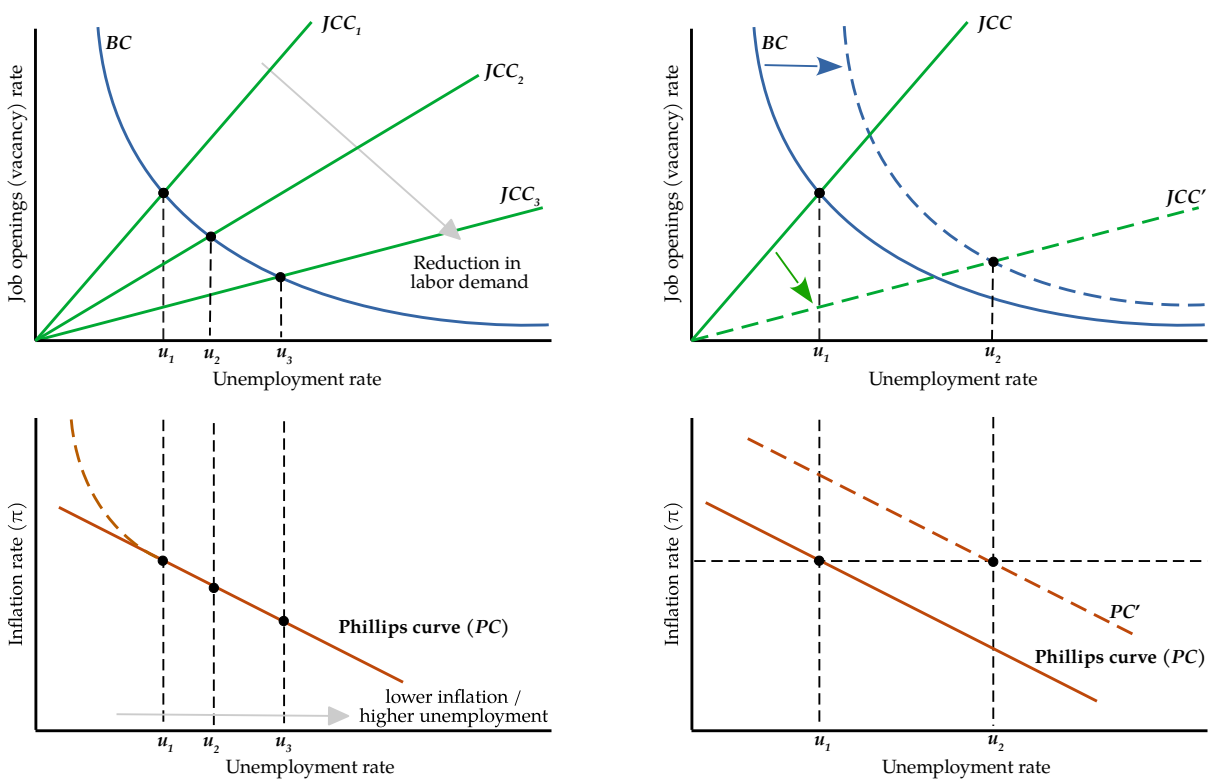 JCC₁
BC
JCC₂
JCC₃
Reduction in
labor demand
Job openings (vacancy) rate
u₁
u₂
u₃
Unemployment rate
JCC
BC
JCC′
Job openings (vacancy) rate
u₁
u₂
Unemployment rate
Inflation rate (π)
Phillips curve (PC)
lower inflation /
higher unemployment
u₁
u₂
u₃
Unemployment rate
Inflation rate (π)
PC′
Phillips curve (PC)
u₁
u₂
Unemployment rate